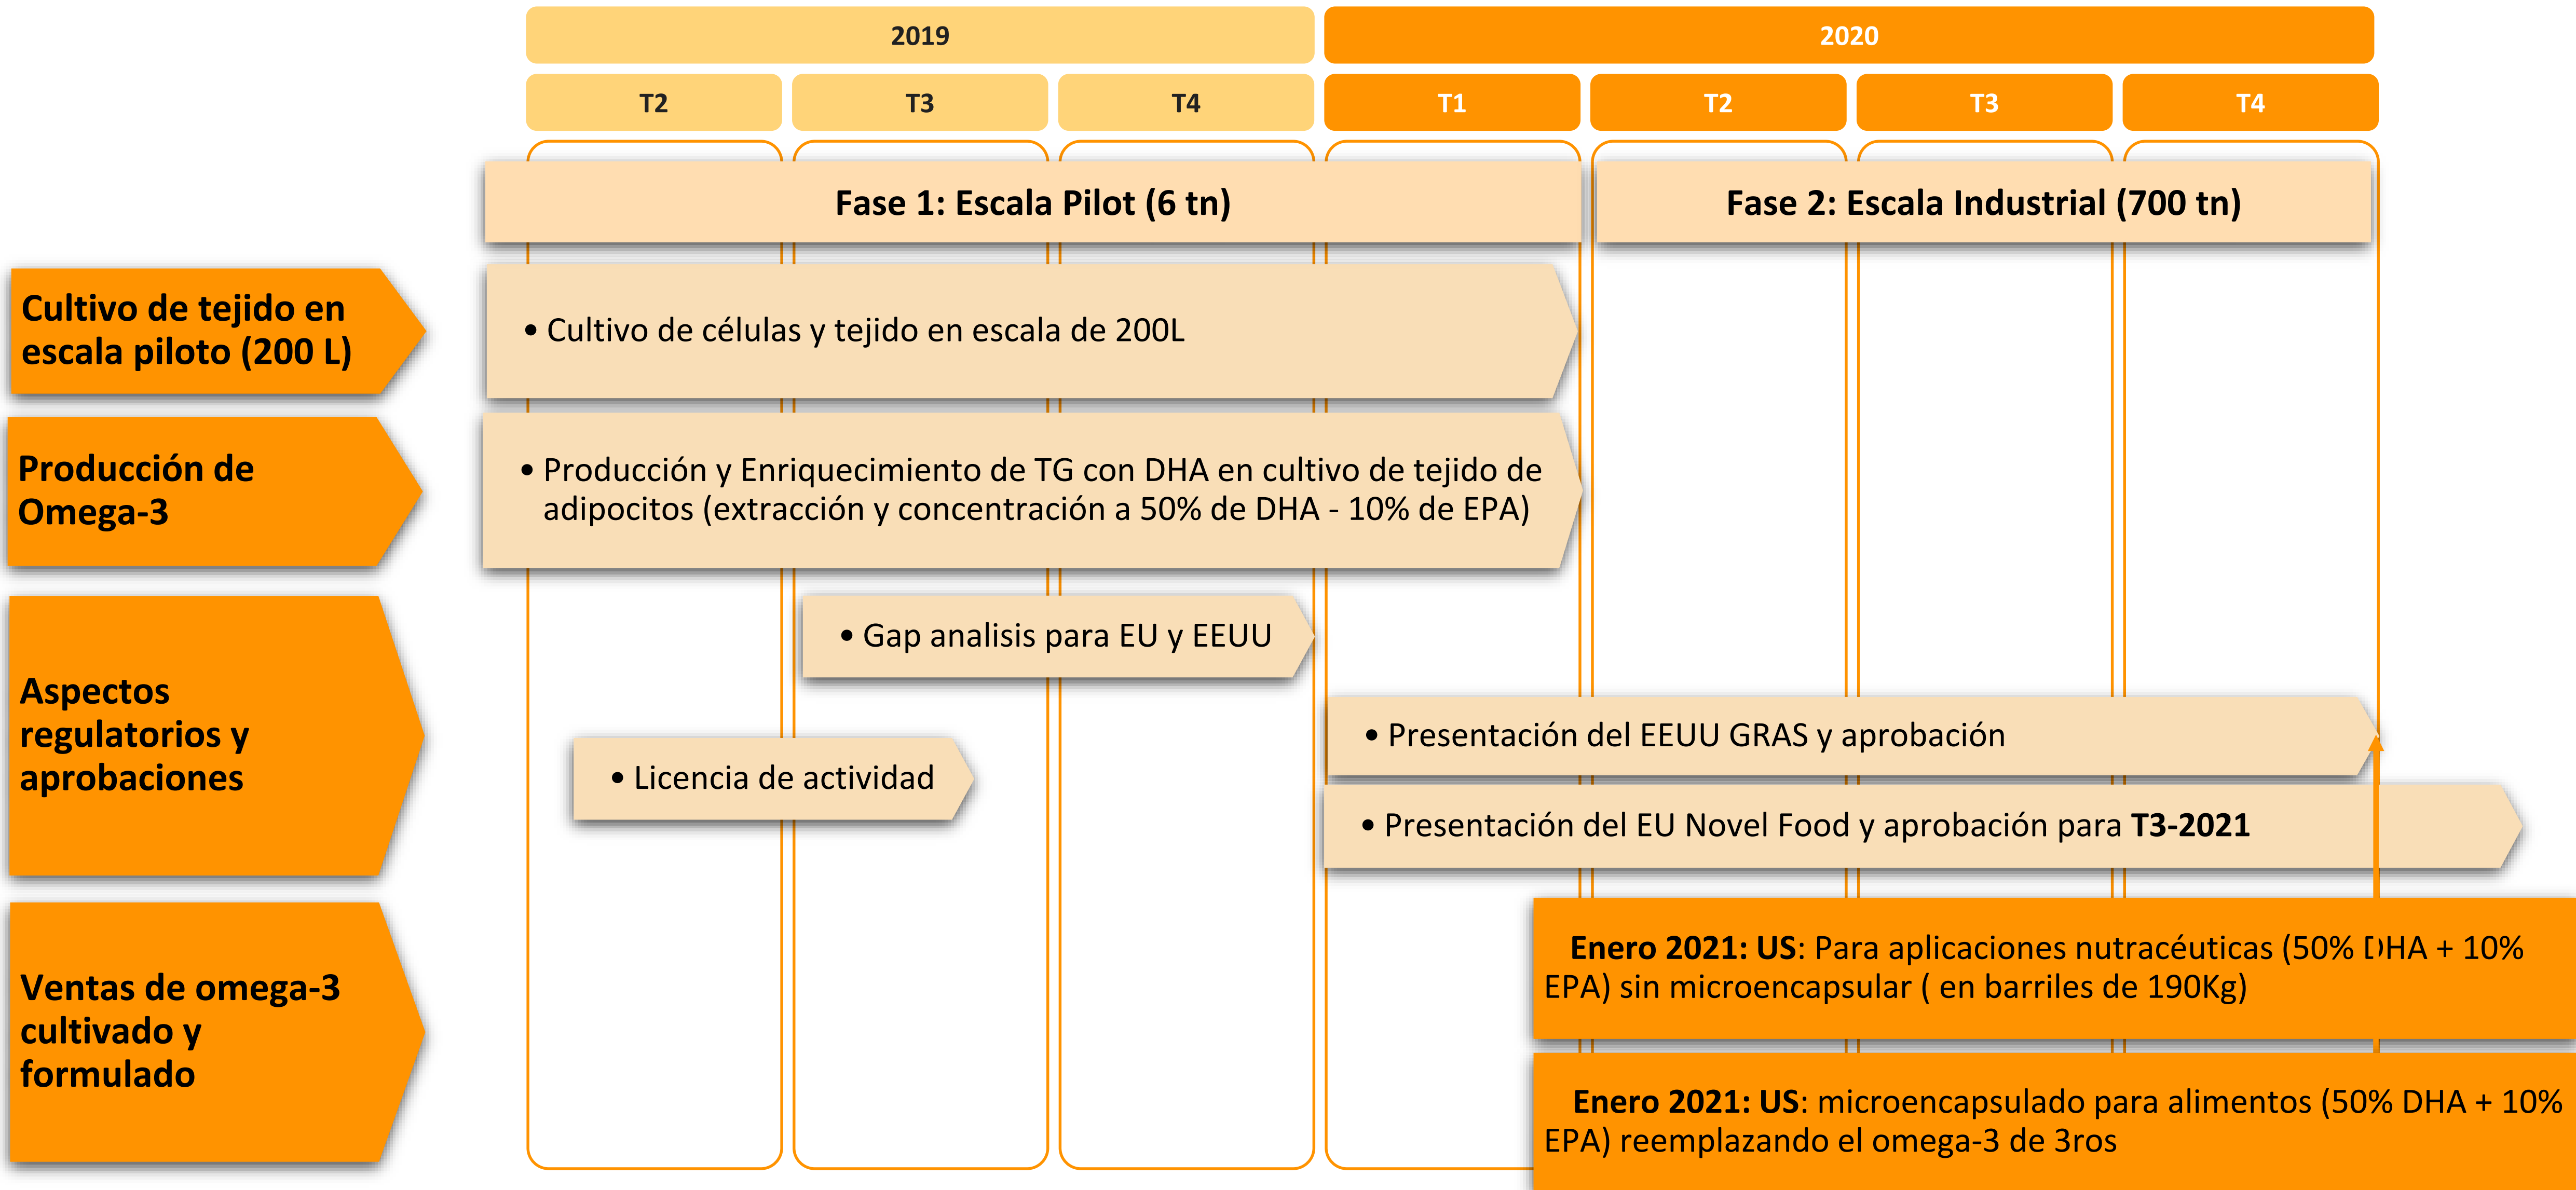 2019
2020
T2
T3
T4
T1
T2
T3
T4
Fase 1: Escala Pilot (6 tn)
Fase 2: Escala Industrial (700 tn)
Cultivo de tejido en
escala piloto (200 L)
• Cultivo de células y tejido en escala de 200L
Producción de
Omega-3
• Producción y Enriquecimiento de TG con DHA en cultivo de tejido de
adipocitos (extracción y concentración a 50% de DHA - 10% de EPA)
Aspectos
regulatorios y
aprobaciones
• Gap analisis para EU y EEUU
• Licencia de actividad
• Presentación del EEUU GRAS y aprobación
• Presentación del EU Novel Food y aprobación para T3-2021
Ventas de omega-3
cultivado y
formulado
Enero 2021: US: Para aplicaciones nutracéuticas (50% DHA + 10%
EPA) sin microencapsular ( en barriles de 190Kg)
Enero 2021: US: microencapsulado para alimentos (50% DHA + 10%
EPA) reemplazando el omega-3 de 3ros